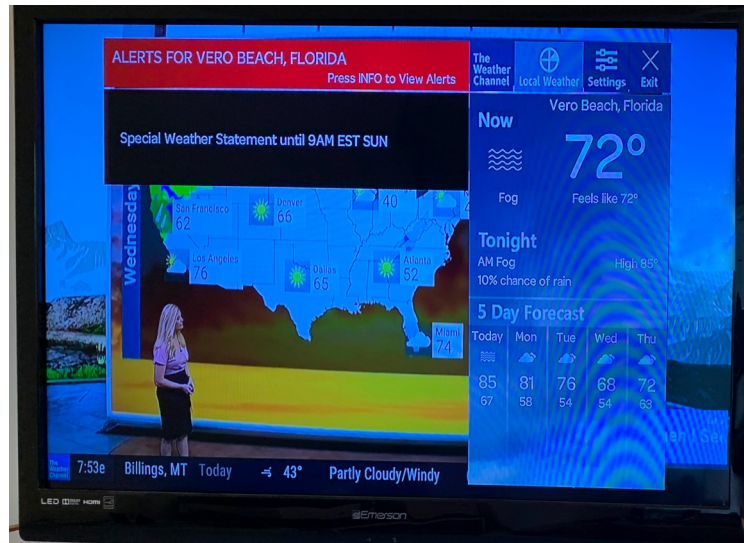 ALERTS FOR VERO BEACH, FLORIDA
Press INFO to View Alerts
The
Weather
Channel
Local Weather
Settings
Exit
Special Weather Statement until 9AM EST SUN
Vero Beach, Florida
Now
72°
Fog
Feels like 72°
Tonight
AM Fog
High 85°
10% chance of rain
5 Day Forecast
Today Mon Tue Wed Thu
85 81 76 68 72
67 58 54 54 63
Wednesday
San Francisco
62
Denver
66
40
Los Angeles
76
Dallas
65
Atlanta
52
Miami
74
The
Weather
Channel
7:53e
Billings, MT Today 43° Partly Cloudy/Windy
LED
HDMI
Emerson